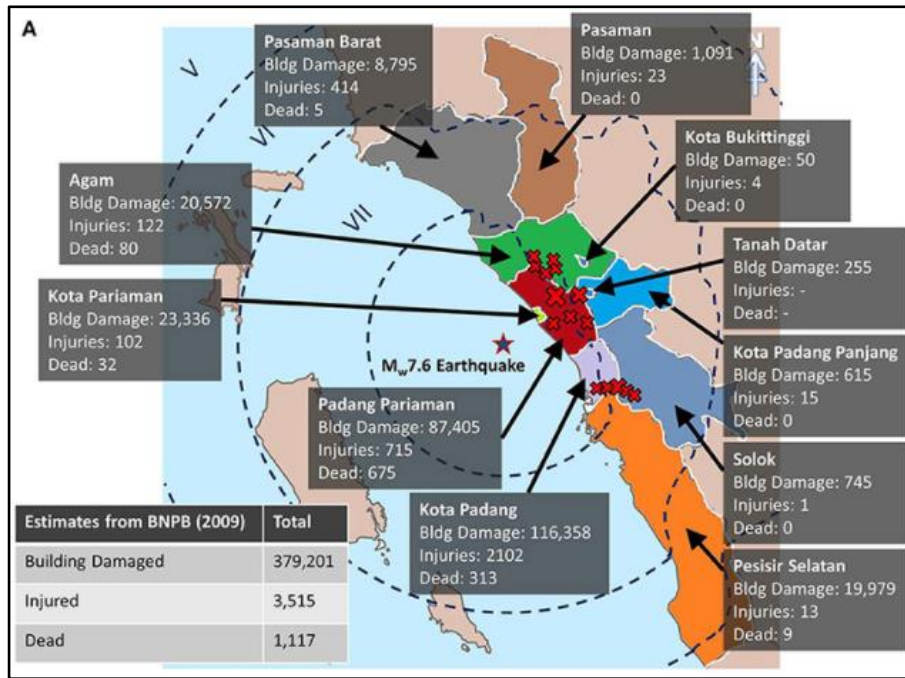 A
Pasaman Barat
Bldg Damage: 8,795
Injuries: 414
Dead: 5
Pasaman
Bldg Damage: 1,091
Injuries: 23
Dead: 0
N
V
VI
VII
Kota Bukittinggi
Bldg Damage: 50
Injuries: 4
Dead: 0
Agam
Bldg Damage: 20,572
Injuries: 122
Dead: 80
Tanah Datar
Bldg Damage: 255
Injuries: -
Dead: -
Kota Pariaman
Bldg Damage: 23,336
Injuries: 102
Dead: 32
Mw7.6 Earthquake
Kota Padang Panjang
Bldg Damage: 615
Injuries: 15
Dead: 0
Padang Pariaman
Bldg Damage: 87,405
Injuries: 715
Dead: 675
Solok
Bldg Damage: 745
Injuries: 1
Dead: 0
Kota Padang
Bldg Damage: 116,358
Injuries: 2102
Dead: 313
Pesisir Selatan
Bldg Damage: 19,979
Injuries: 13
Dead: 9
Estimates from BNPB (2009) Total
Building Damaged 379,201
Injured 3,515
Dead 1,117